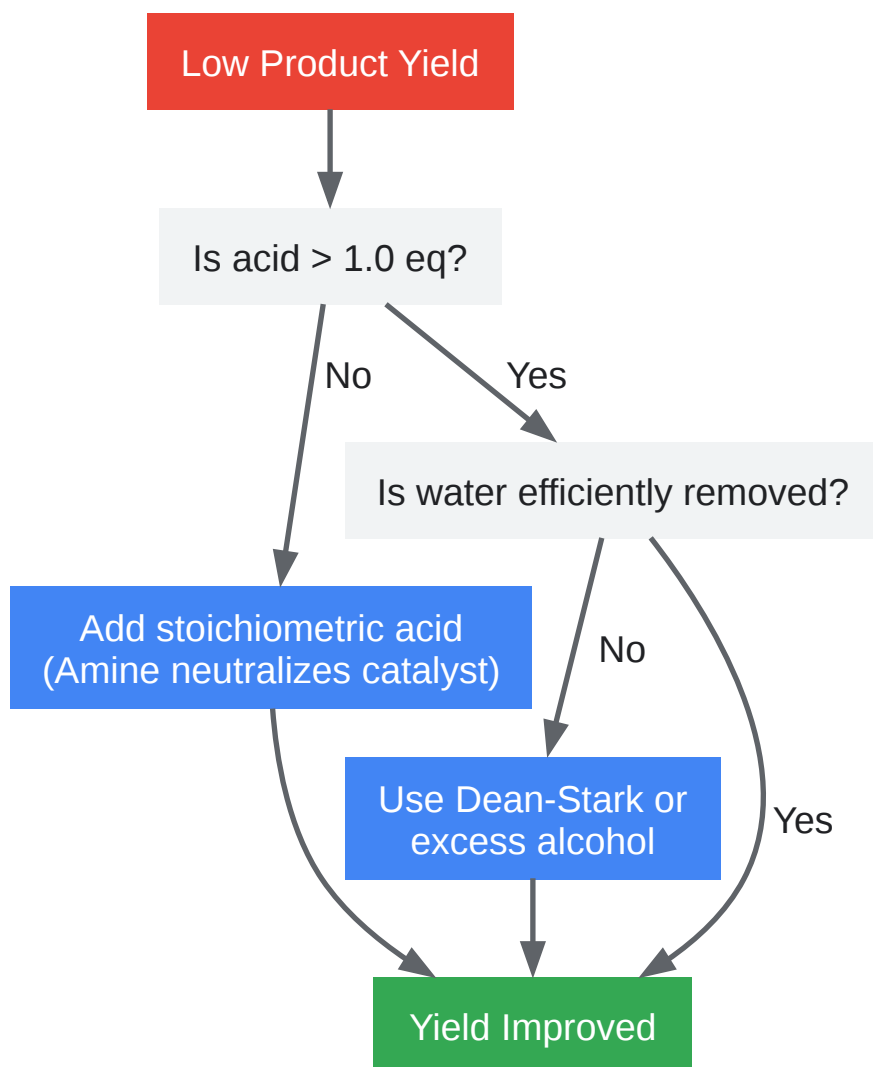 Low Product Yield
Is acid > 1.0 eq?
No
Yes
Is water efficiently removed?
Add stoichiometric acid
(Amine neutralizes catalyst)
No
Use Dean-Stark or
excess alcohol
Yes
Yield Improved